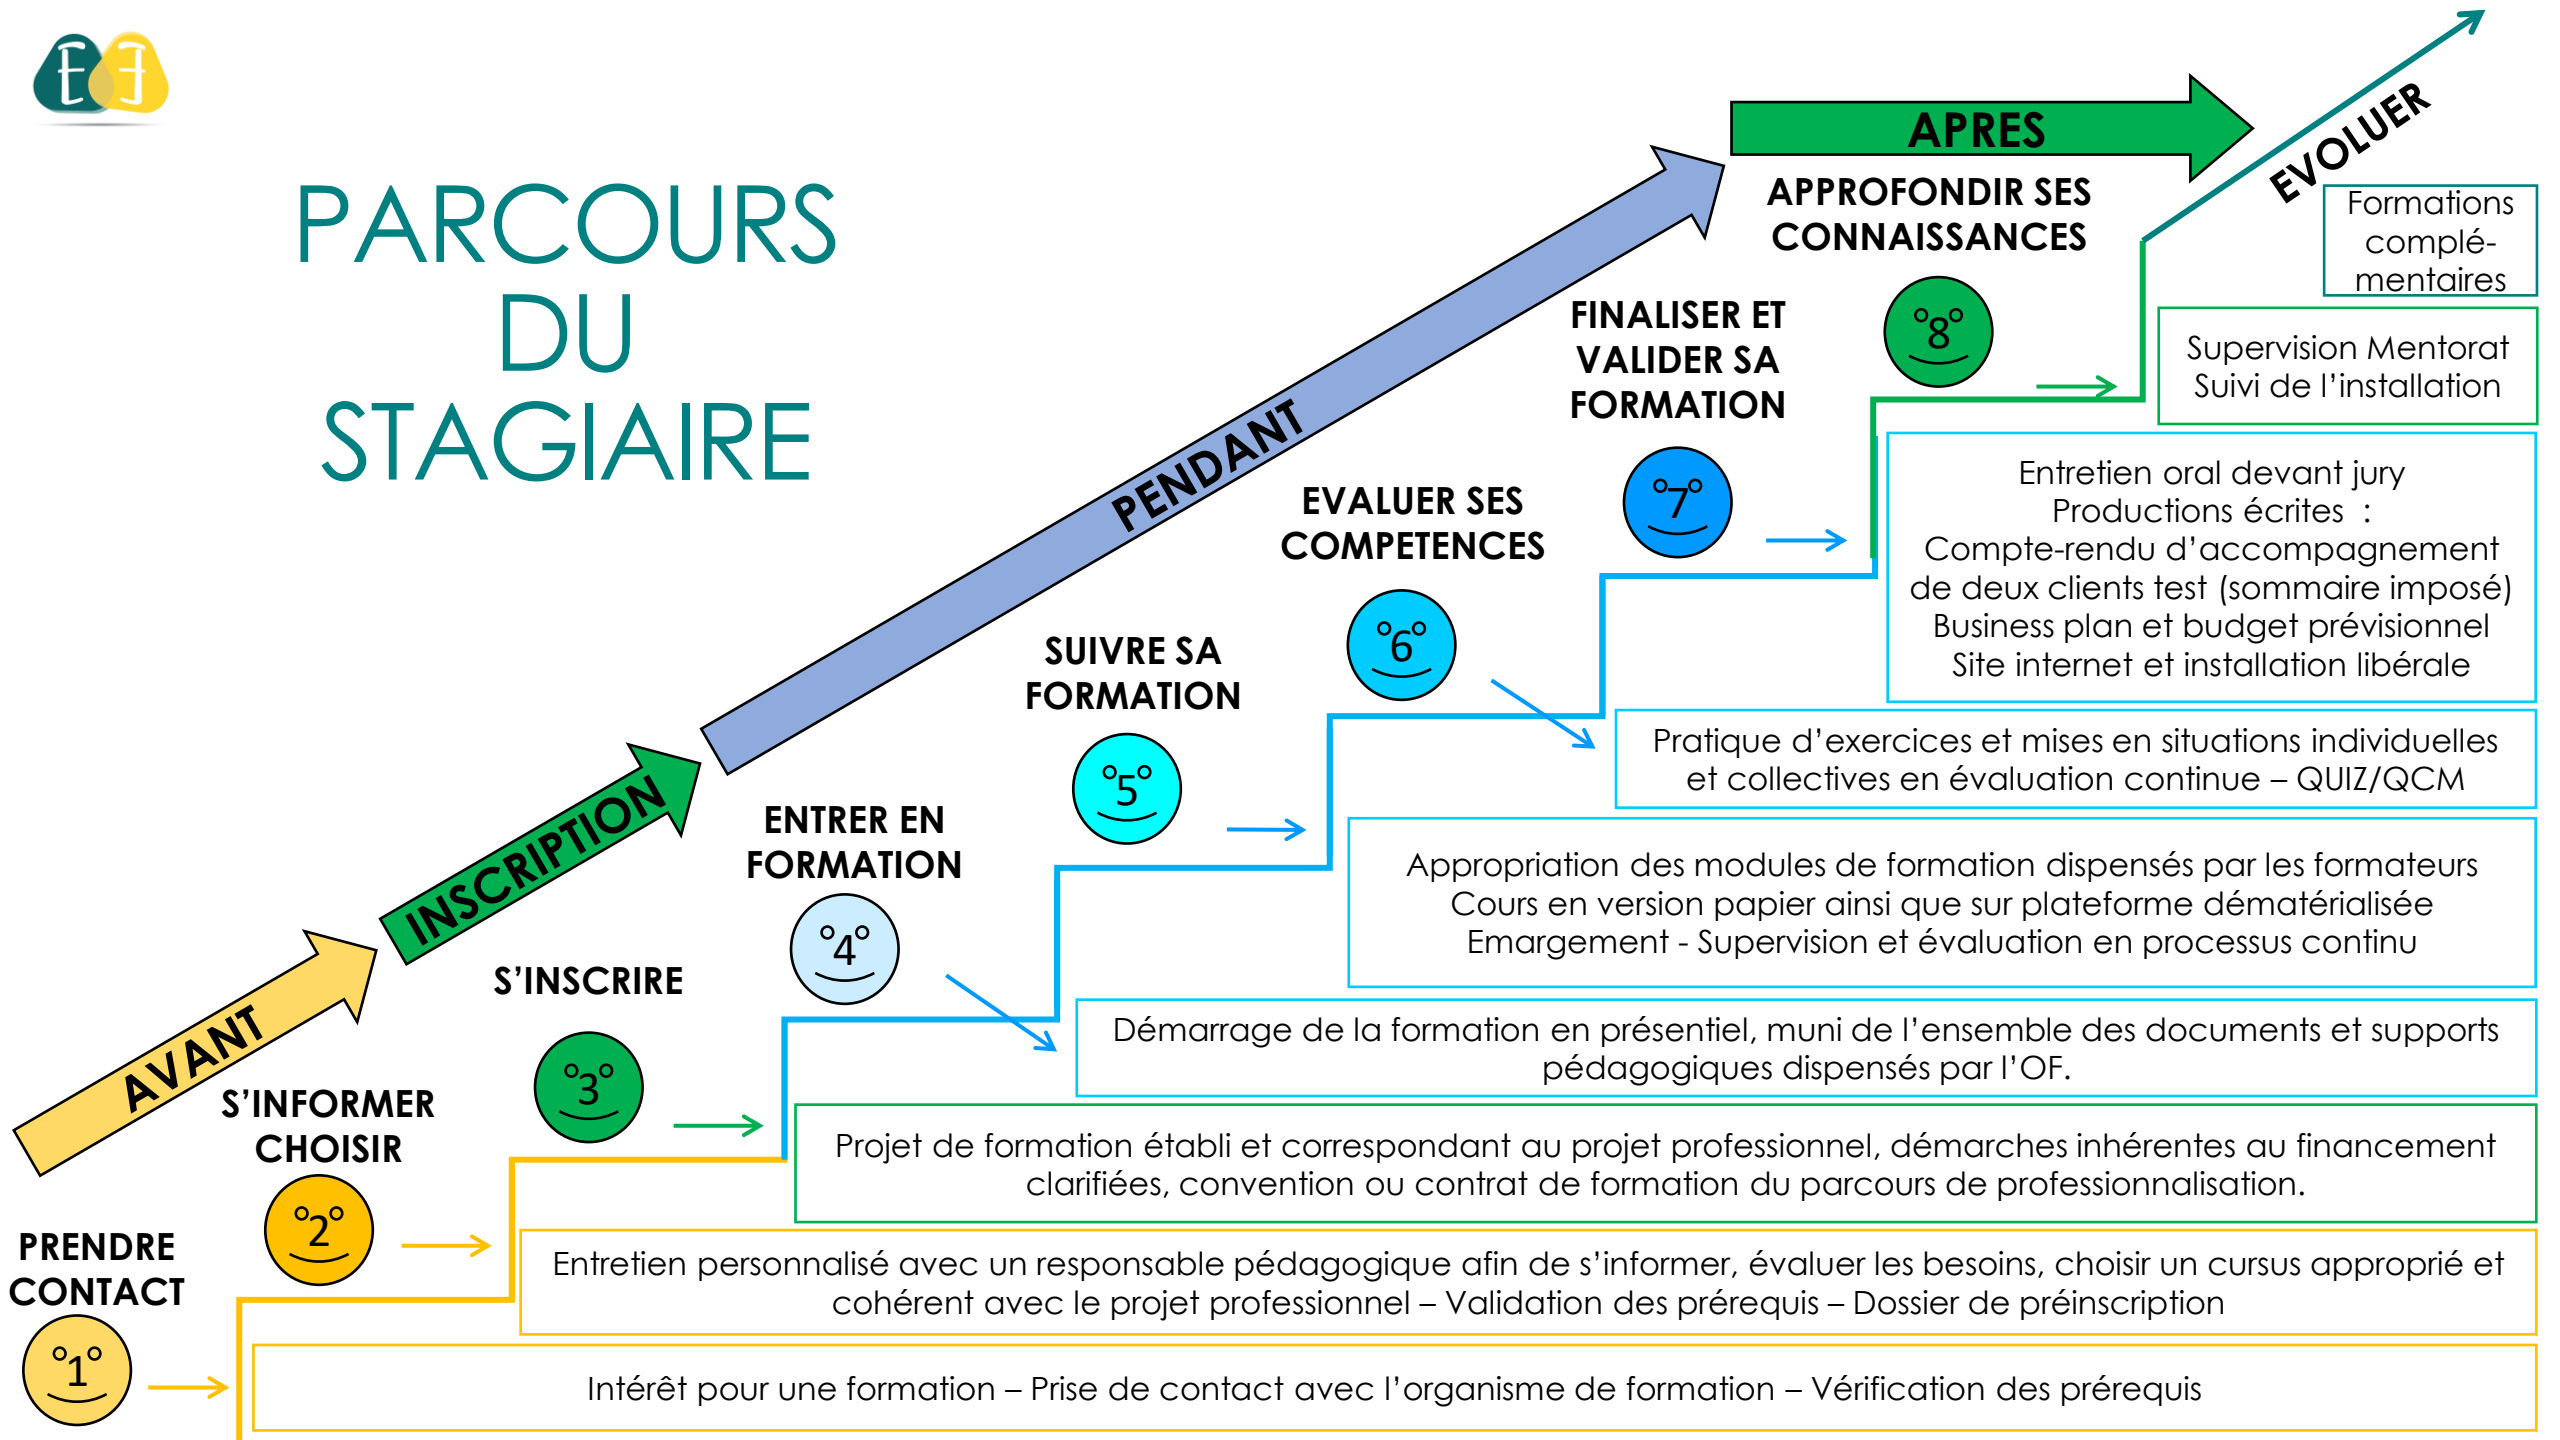 EE
PARCOURS
DU
STAGIAIRE
AVANT
INSCRIPTION
PENDANT
APRES
EVOLUER
PRENDRE
CONTACT
1
Intérêt pour une formation – Prise de contact avec l’organisme de formation – Vérification des prérequis
S’INFORMER
CHOISIR
2
Entretien personnalisé avec un responsable pédagogique afin de s’informer, évaluer les besoins, choisir un cursus approprié et
cohérent avec le projet professionnel – Validation des prérequis – Dossier de préinscription
S’INSCRIRE
3
Projet de formation établi et correspondant au projet professionnel, démarches inhérentes au financement
clarifiées, convention ou contrat de formation du parcours de professionnalisation.
ENTRER EN
FORMATION
4
Démarrage de la formation en présentiel, muni de l’ensemble des documents et supports
pédagogiques dispensés par l’OF.
SUIVRE SA
FORMATION
5
Appropriation des modules de formation dispensés par les formateurs
Cours en version papier ainsi que sur plateforme dématérialisée
Emargement - Supervision et évaluation en processus continu
EVALUER SES
COMPETENCES
6
Pratique d’exercices et mises en situations individuelles
et collectives en évaluation continue – QUIZ/QCM
FINALISER ET
VALIDER SA
FORMATION
7
Entretien oral devant jury
Productions écrites :
Compte-rendu d’accompagnement
de deux clients test (sommaire imposé)
Business plan et budget prévisionnel
Site internet et installation libérale
APPROFONDIR SES
CONNAISSANCES
8
Supervision Mentorat
Suivi de l’installation
Formations
complé-
mentaires